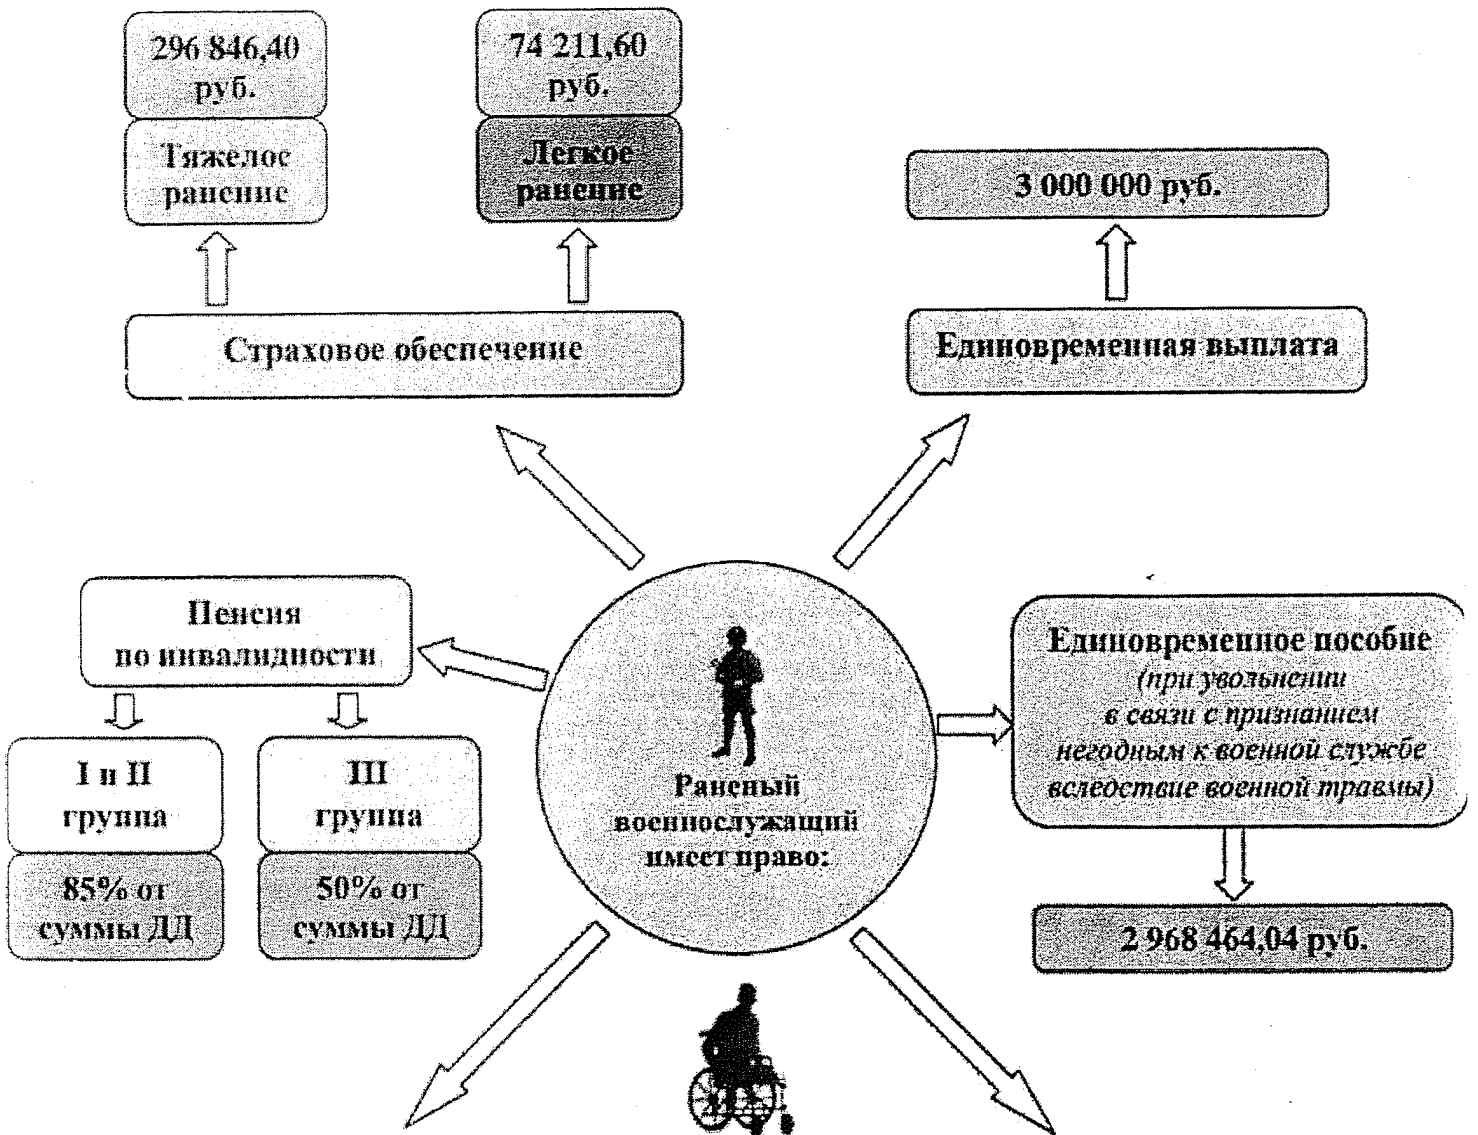 296 846,40
руб.
Тяжелое
ранение
74 211,60
руб.
Легкое
ранение
Страховое обеспечение
3 000 000 руб.
Единовременная выплата
Пенсия
по инвалидности
I и II
группа
85% от
суммы ДД
III
группа
50% от
суммы ДД
Раненый
военнослужащий
имеет право:
Единовременное пособие
(при увольнении
в связи с признанием
негодным к военной службе
вследствие военной травмы)
2 968 464,04 руб.